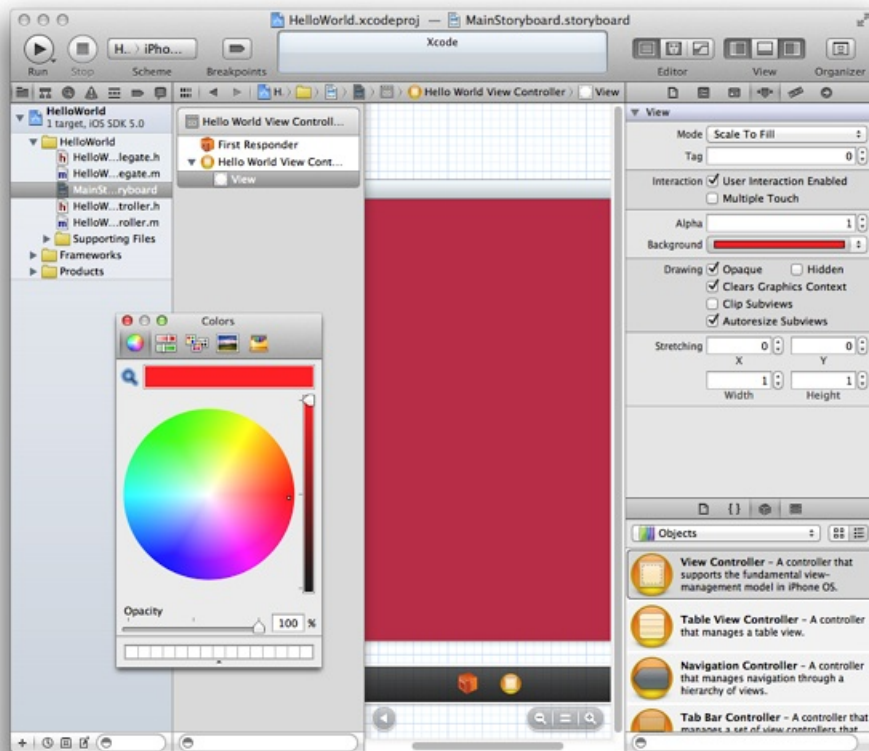 HelloWorld.xcodeproj — MainStoryboard.storyboard
H.. iPho...
Xcode
Run Stop Scheme Breakpoints Editor View Organizer
H. Hello World View Controller View
HelloWorld
1 target, iOS SDK 5.0
HelloWorld
h HelloW...legate.h
m HelloW...egate.m
MainSt...ryboard
h HelloW...troller.h
m HelloW...roller.m
Supporting Files
Frameworks
Products
Hello World View Controll...
First Responder
Hello World View Cont...
View
Colors
Opacity
100 %
View
Mode Scale To Fill
Tag 0
Interaction User Interaction Enabled
Multiple Touch
Alpha 1
Background
Drawing Opaque Hidden
Clears Graphics Context
Clip Subviews
Autoresize Subviews
Stretching 0 0
X Y
1 1
Width Height
{}
Objects
View Controller – A controller that
supports the fundamental view-
management model in iPhone OS.
Table View Controller – A controller
that manages a table view.
Navigation Controller – A controller
that manages navigation through a
hierarchy of views.
Tab Bar Controller – A controller that
manages a set of view controllers that